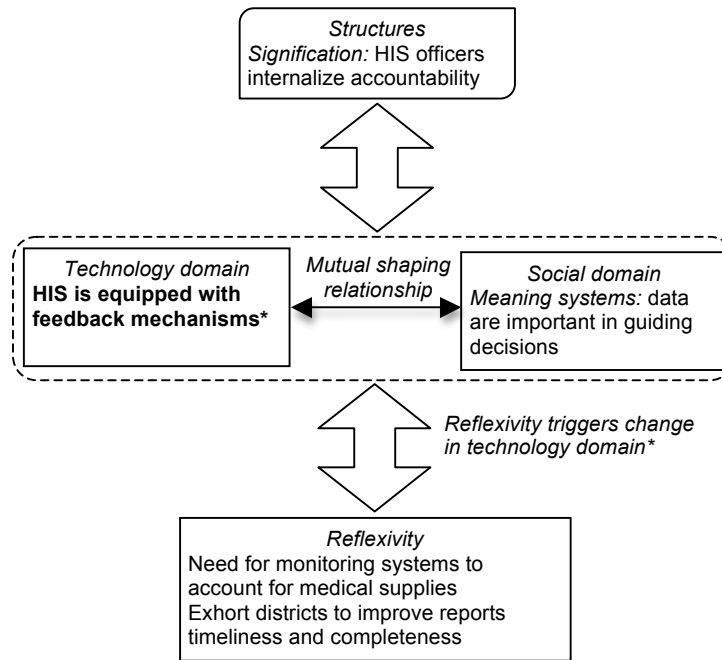 Structures
Signification: HIS officers
internalize accountability
Technology domain
HIS is equipped with
feedback mechanisms*
Mutual shaping
relationship
Social domain
Meaning systems: data
are important in guiding
decisions
Reflexivity triggers change
in technology domain*
Reflexivity
Need for monitoring systems to
account for medical supplies
Exhort districts to improve reports
timeliness and completeness